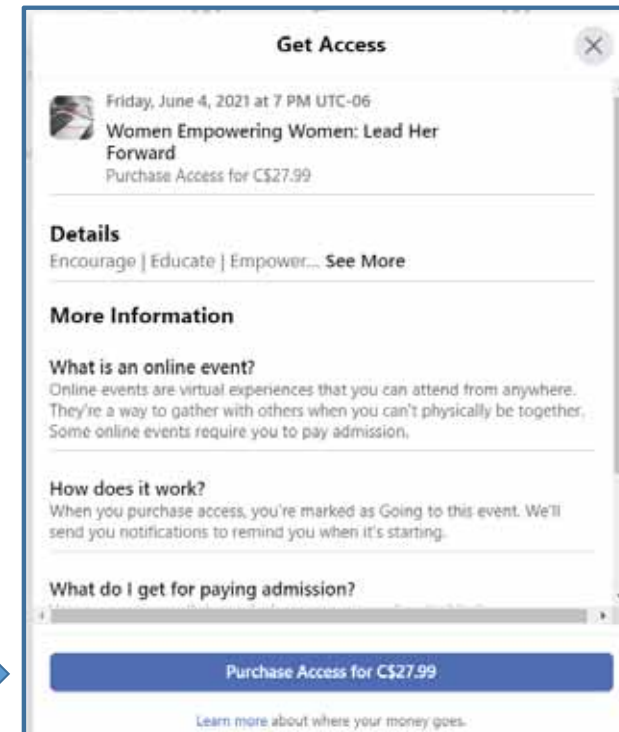 Get Access
Friday, June 4, 2021 at 7 PM UTC-06
Women Empowering Women: Lead Her
Forward
Purchase Access for C$27.99
Details
Encourage | Educate | Empower... See More
More Information
What is an online event?
Online events are virtual experiences that you can attend from anywhere.
They're a way to gather with others when you can't physically be together.
Some online events require you to pay admission.
How does it work?
When you purchase access, you're marked as Going to this event. We'll
send you notifications to remind you when it's starting.
What do I get for paying admission?
Purchase Access for C$27.99
Learn more about where your money goes.